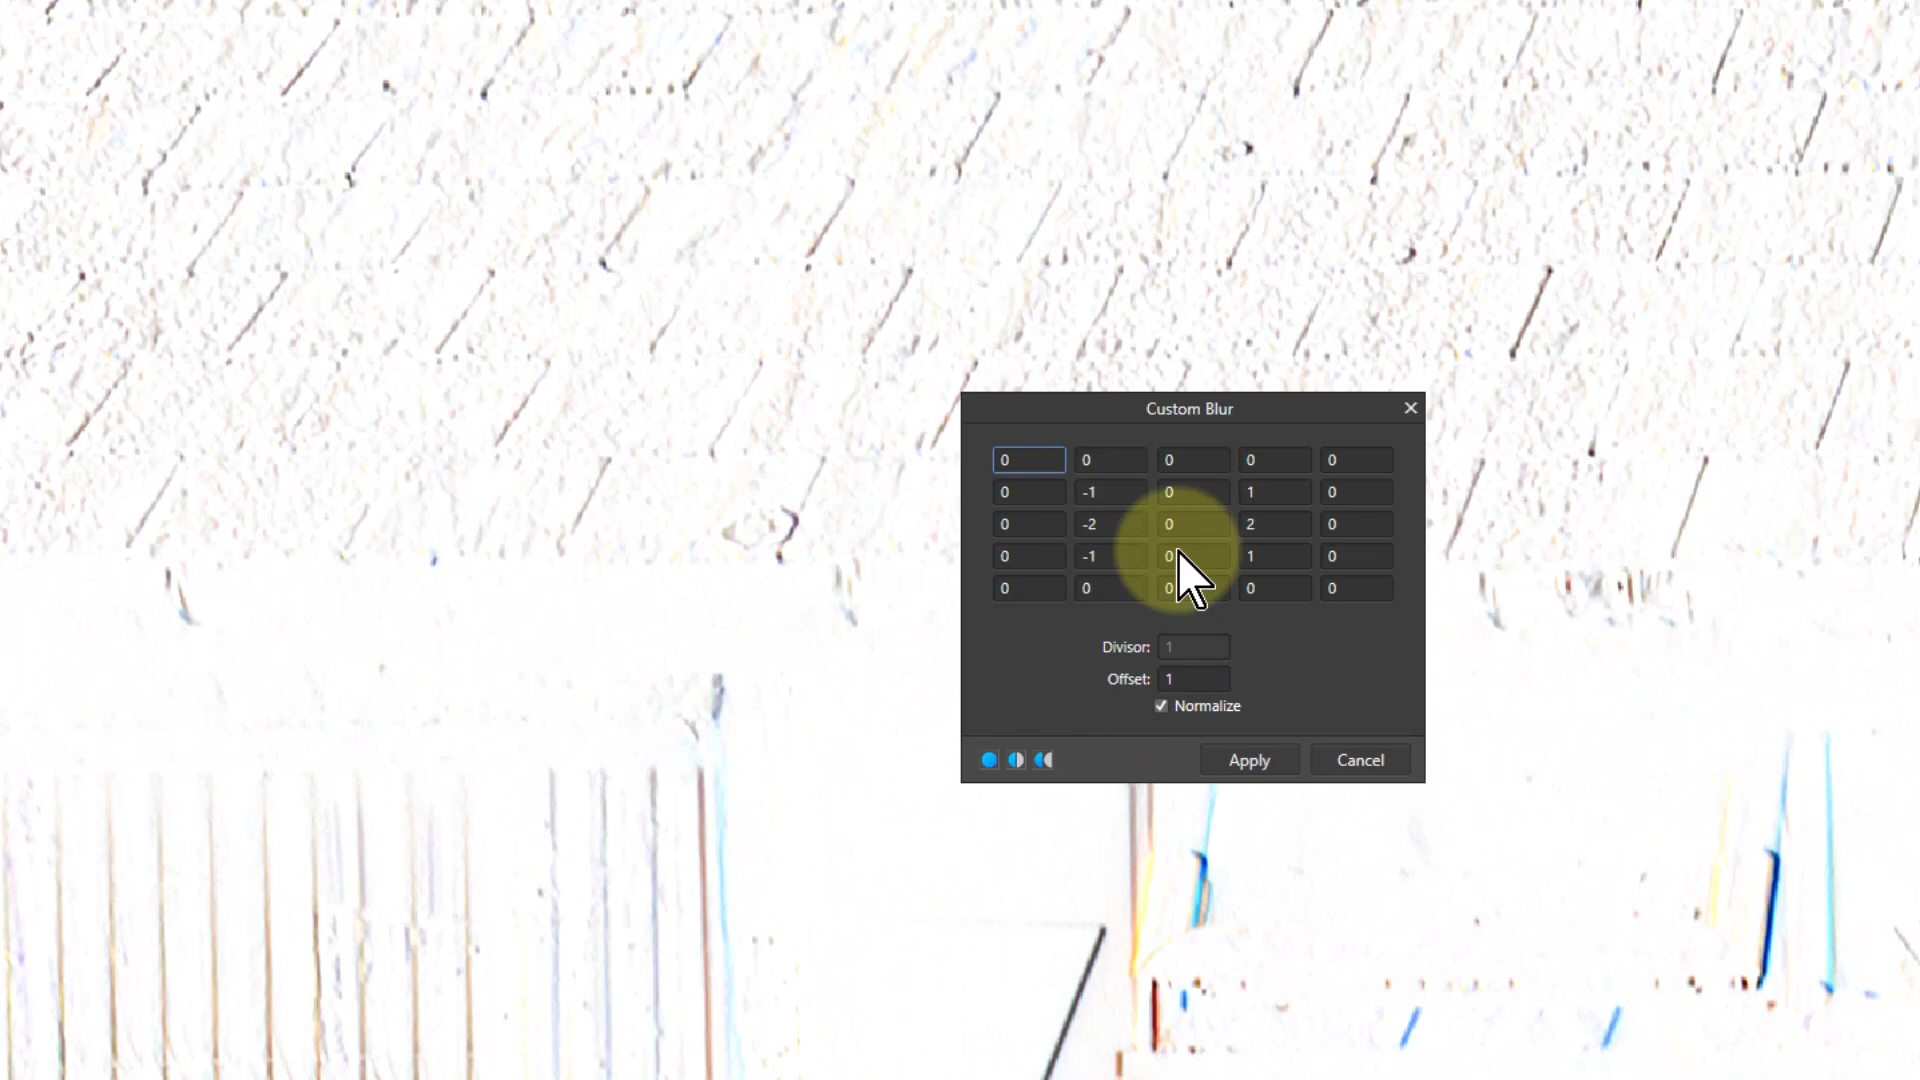 Custom Blur
0 0 0 0 0
0 -1 0 1 0
0 -2 0 2 0
0 -1 0 1 0
0 0 0 0 0
Divisor: 1
Offset: 1
Normalize
Apply Cancel